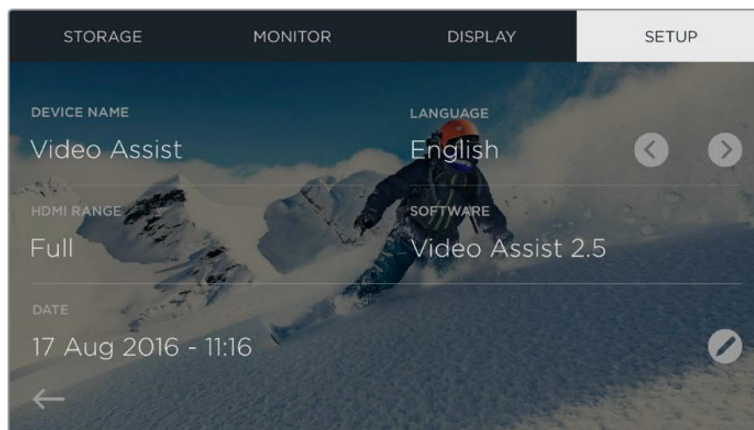 STORAGE MONITOR DISPLAY SETUP
DEVICE NAME LANGUAGE
Video Assist English
HDMI RANGE SOFTWARE
Full Video Assist 2.5
DATE
17 Aug 2016 - 11:16